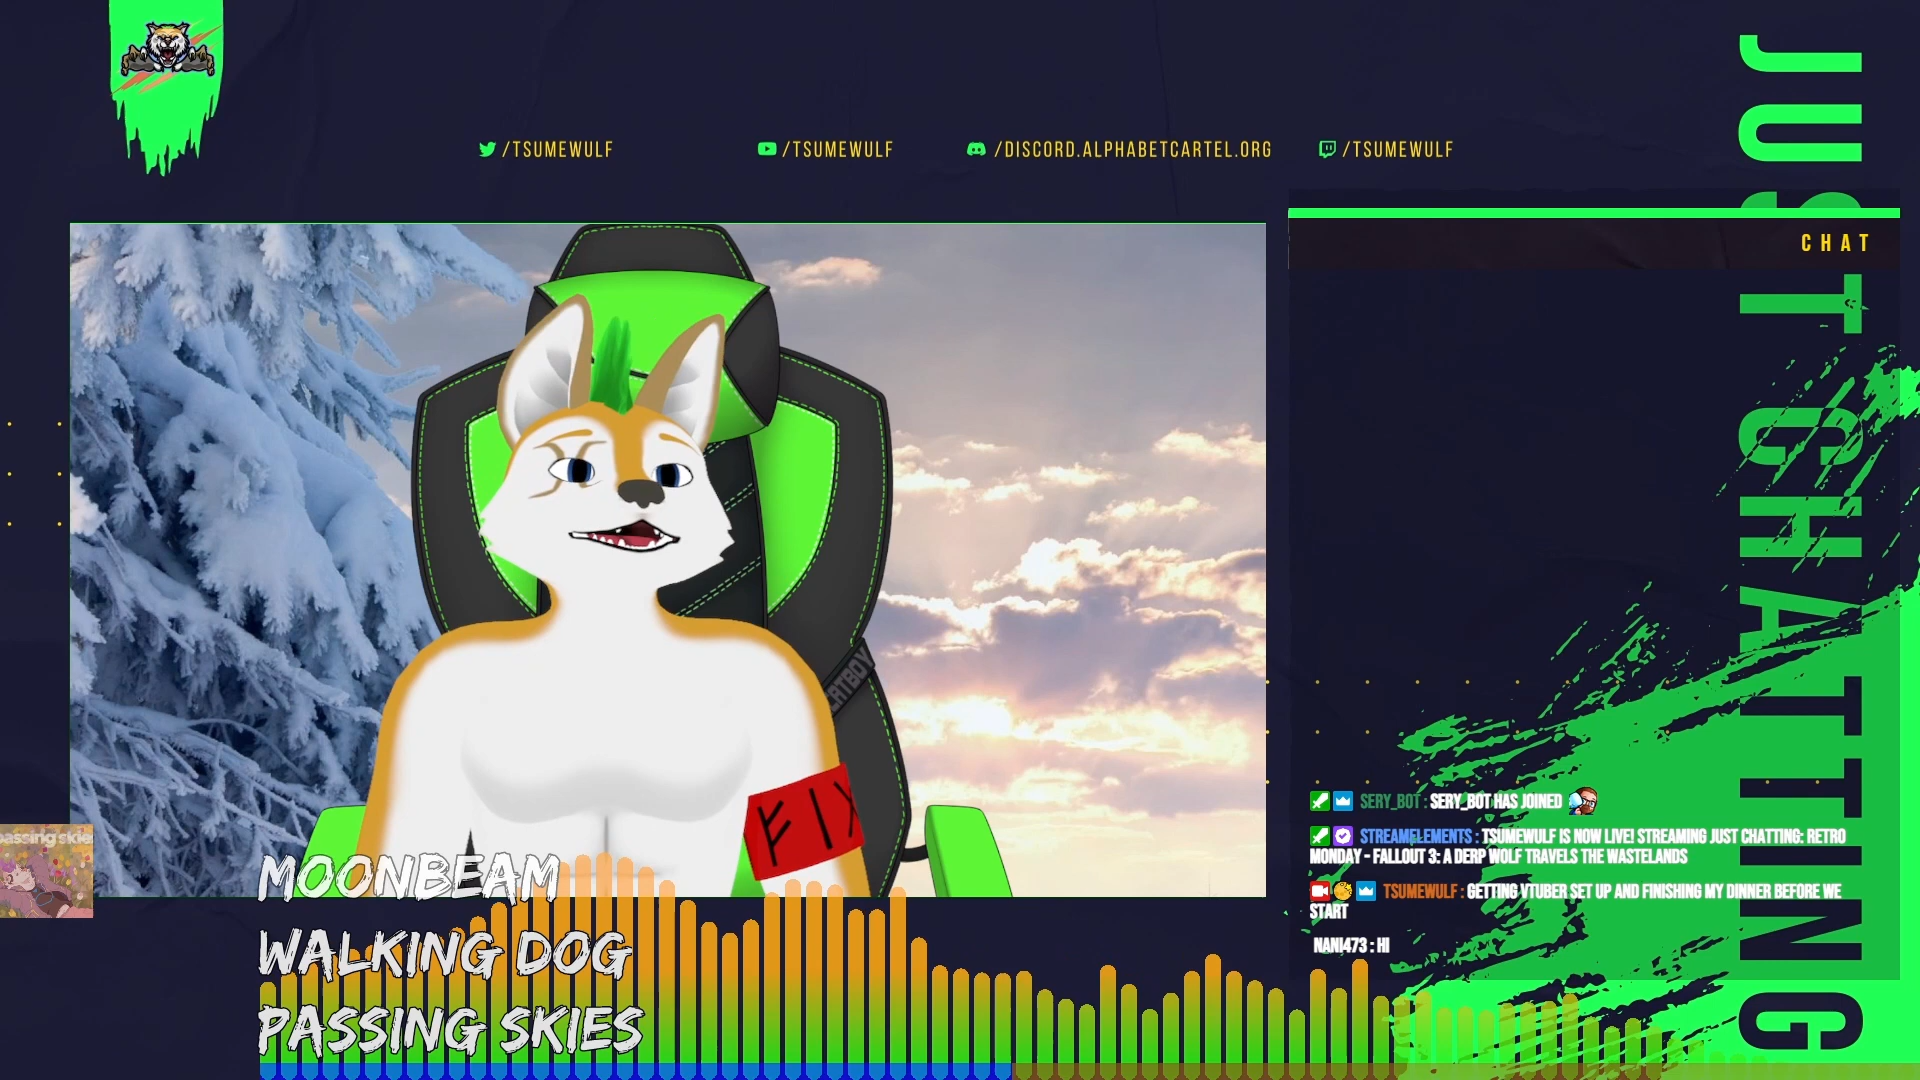 /TSUMEWULF
/TSUMEWULF
/DISCORD.ALPHABETCARTEL.ORG
/TSUMEWULF
JUST CHATTING
CHAT
SERY_BOT : SERY_BOT HAS JOINED
STREAMELEMENTS : TSUMEWULF IS NOW LIVE! STREAMING JUST CHATTING: RETRO
MONDAY - FALLOUT 3: A DERP WOLF TRAVELS THE WASTELANDS
TSUMEWULF : GETTING VTUBER SET UP AND FINISHING MY DINNER BEFORE WE
START
NANI473 : HI
passing skie
MOONBEAM
WALKING DOG
PASSING SKIES